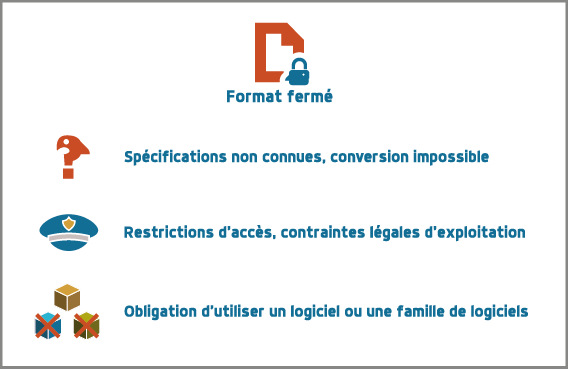 Format fermé
Spécifications non connues, conversion impossible
Restrictions d'accès, contraintes légales d'exploitation
Obligation d'utiliser un logiciel ou une famille de logiciels